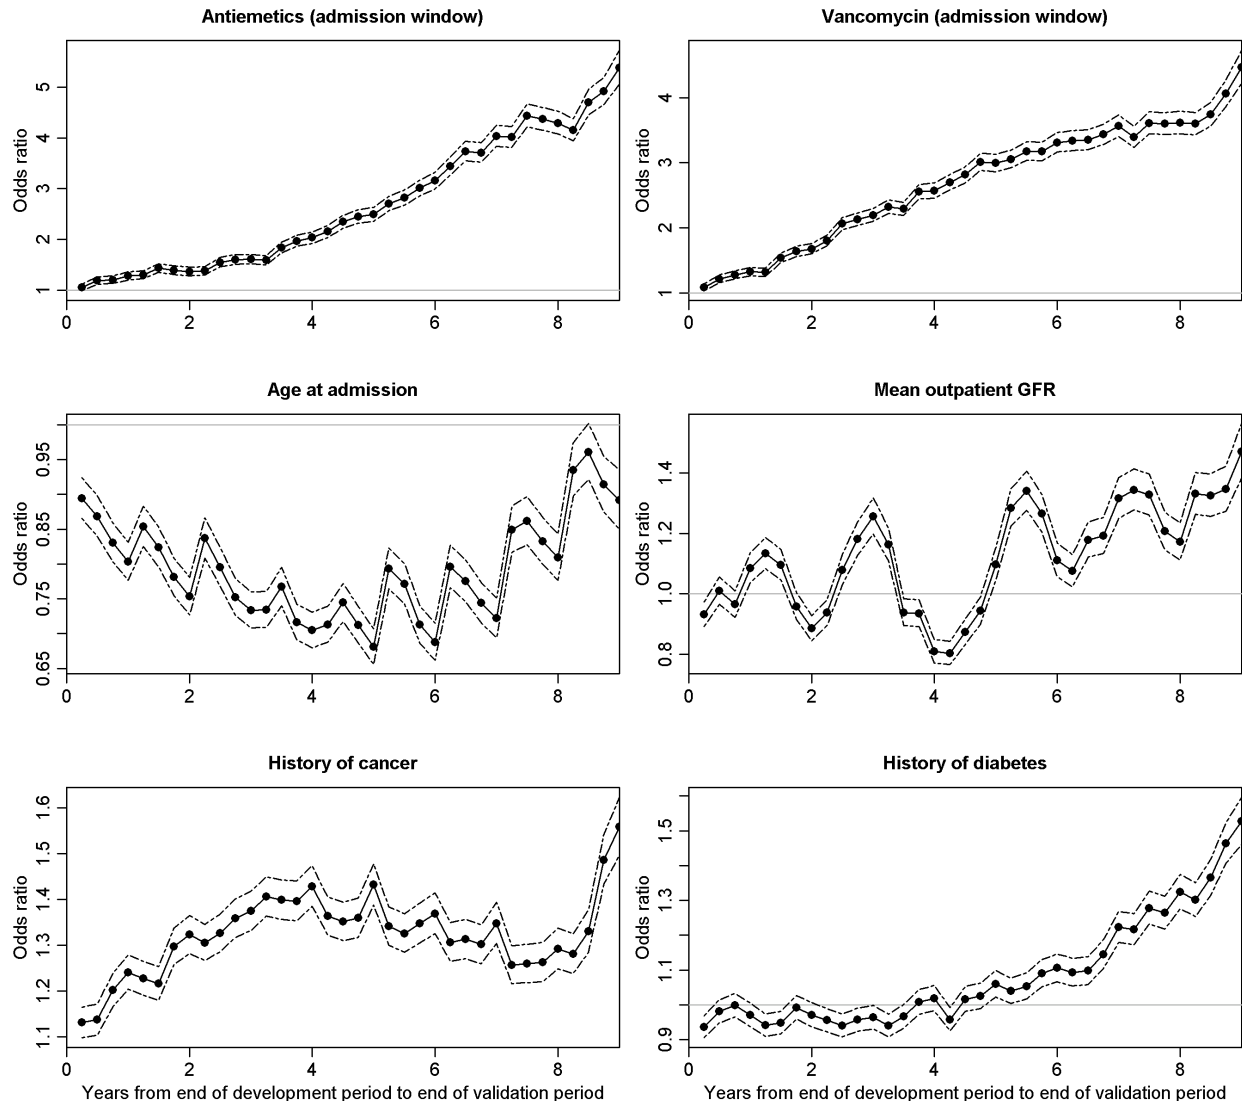 Antiemetics (admission window)
Odds ratio
5
4
3
2
1
0 2 4 6 8
Vancomycin (admission window)
Odds ratio
4
3
2
1
0 2 4 6 8
Age at admission
Odds ratio
0.95
0.85
0.75
0.65
0 2 4 6 8
Mean outpatient GFR
Odds ratio
1.4
1.2
1.0
0.8
0 2 4 6 8
History of cancer
Odds ratio
1.6
1.5
1.4
1.3
1.2
1.1
0 2 4 6 8
Years from end of development period to end of validation period
History of diabetes
Odds ratio
1.5
1.3
1.1
0.9
0 2 4 6 8
Years from end of development period to end of validation period